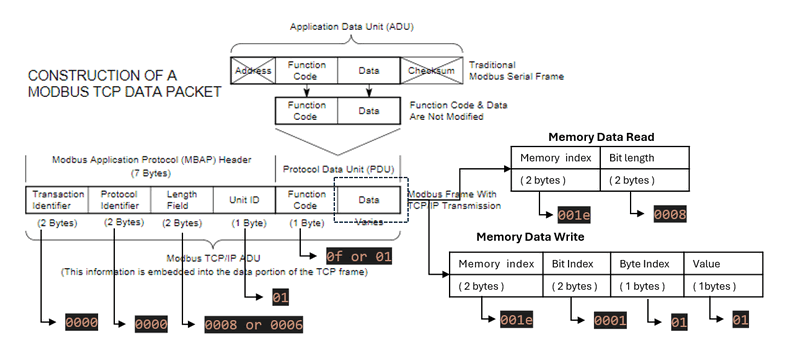 Application Data Unit (ADU)
CONSTRUCTION OF A
MODBUS TCP DATA PACKET
Address
Function
Code
Data
Checksum
Traditional
Modbus Serial Frame
Function
Code
Data
Function Code & Data
Are Not Modified
Modbus Application Protocol (MBAP) Header
(7 Bytes)
Protocol Data Unit (PDU)
Transaction
Identifier
Protocol
Identifier
Length
Field
Unit ID
Function
Code
Data
Modbus Frame With
TCP/IP Transmission
(2 Bytes)
(2 Bytes)
(2 Bytes)
(1 Byte)
(1 Byte)
Varies
Modbus TCP/IP ADU
(This information is embedded into the data portion of the TCP frame)
0f or 01
01
0000
0000
0008 or 0006
Memory Data Read
Memory index
Bit length
( 2 bytes )
( 2 bytes )
001e
0008
Memory Data Write
Memory index
Bit Index
Byte Index
Value
( 2 bytes )
( 2 bytes )
( 1 byte )
( 1bytes )
001e
0001
01
01